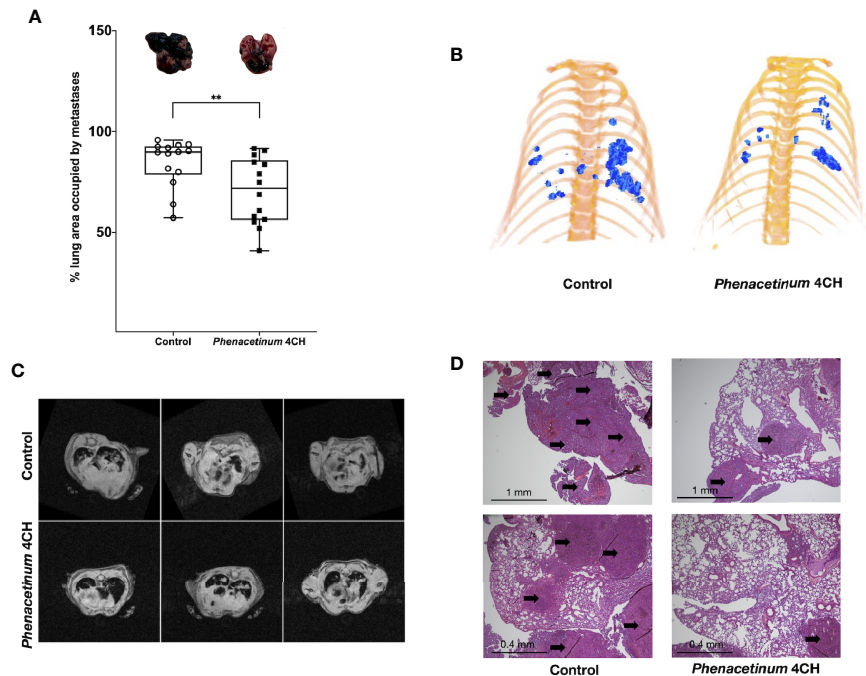 A
% lung area occupied by metastases
150
100
50
**
Control
Phenacetinum 4CH
B
Control
Phenacetinum 4CH
C
Control
Phenacetinum 4CH
D
1 mm
1 mm
0.4 mm
0.4 mm
Control
Phenacetinum 4CH